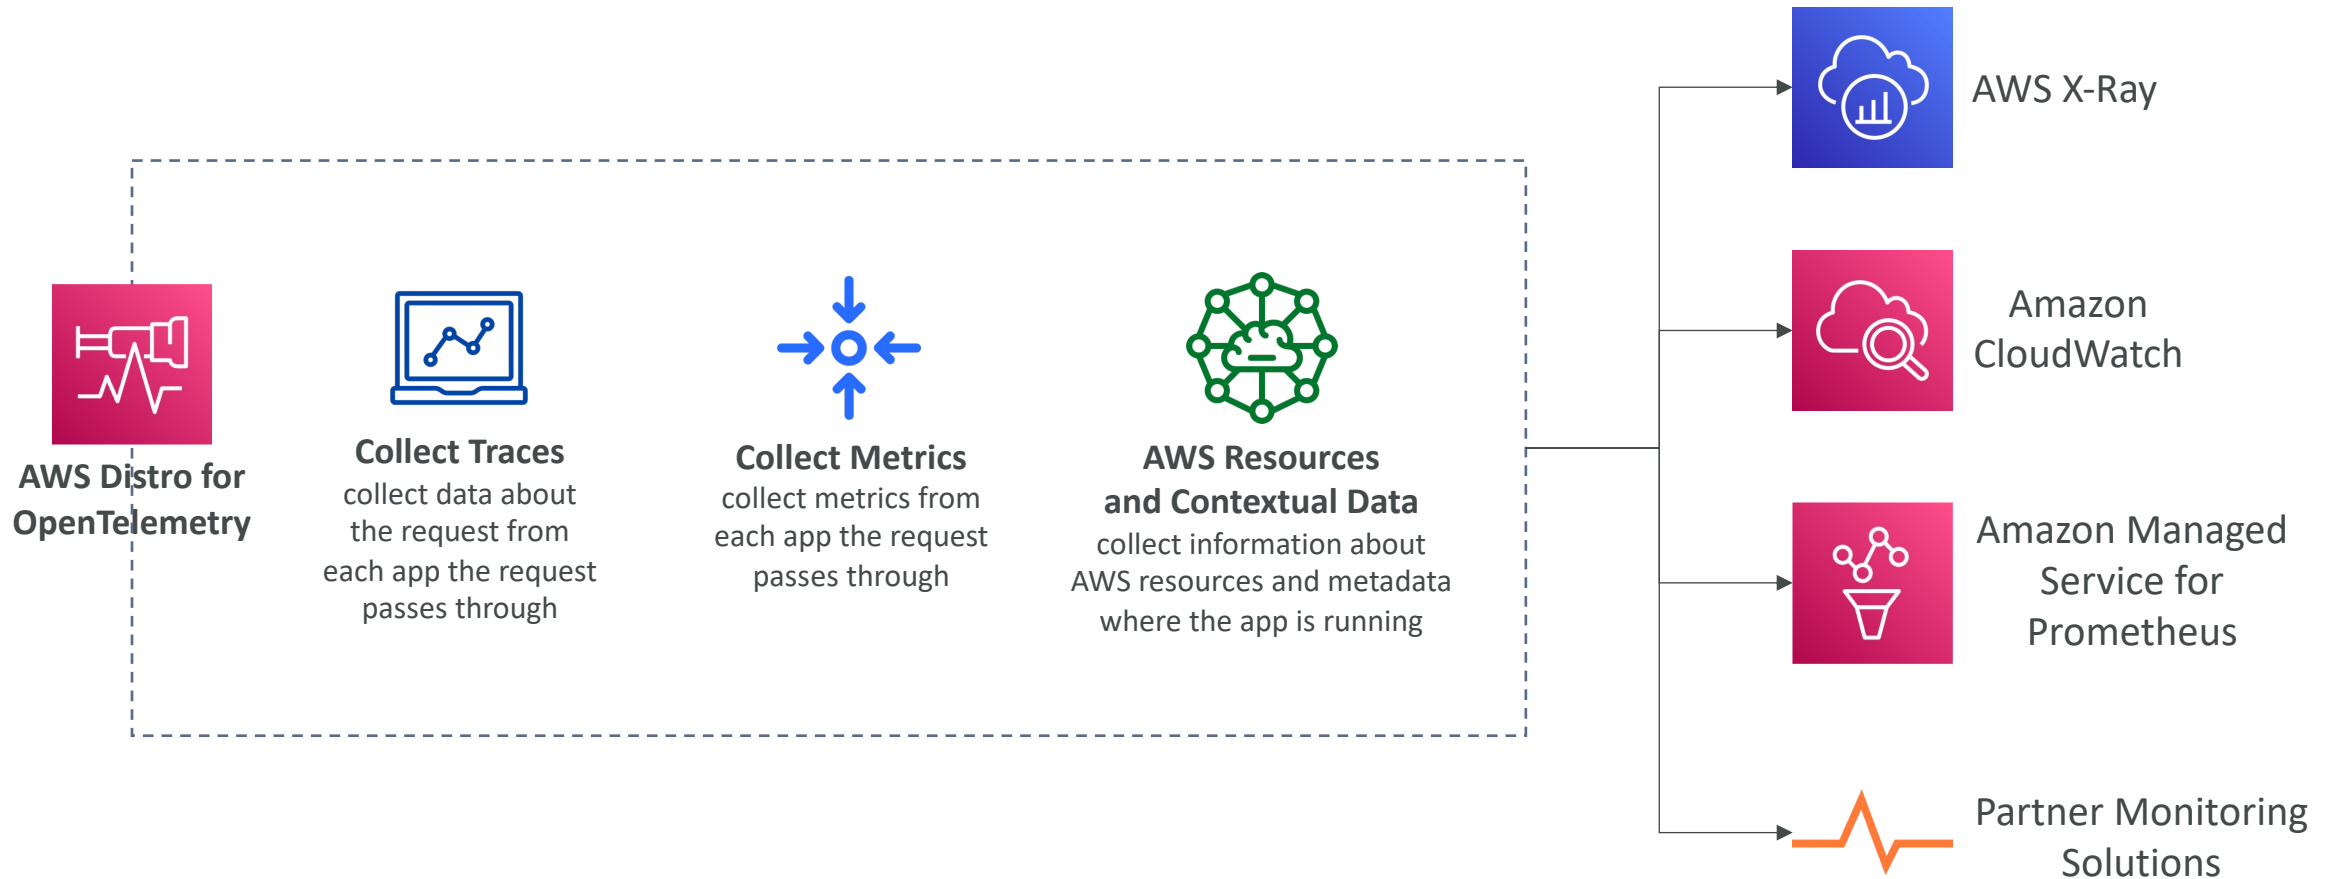 AWS Distro for
OpenTelemetry
Collect Traces
collect data about
the request from
each app the request
passes through
Collect Metrics
collect metrics from
each app the request
passes through
AWS Resources
and Contextual Data
collect information about
AWS resources and metadata
where the app is running
AWS X-Ray
Amazon
CloudWatch
Amazon Managed
Service for
Prometheus
Partner Monitoring
Solutions